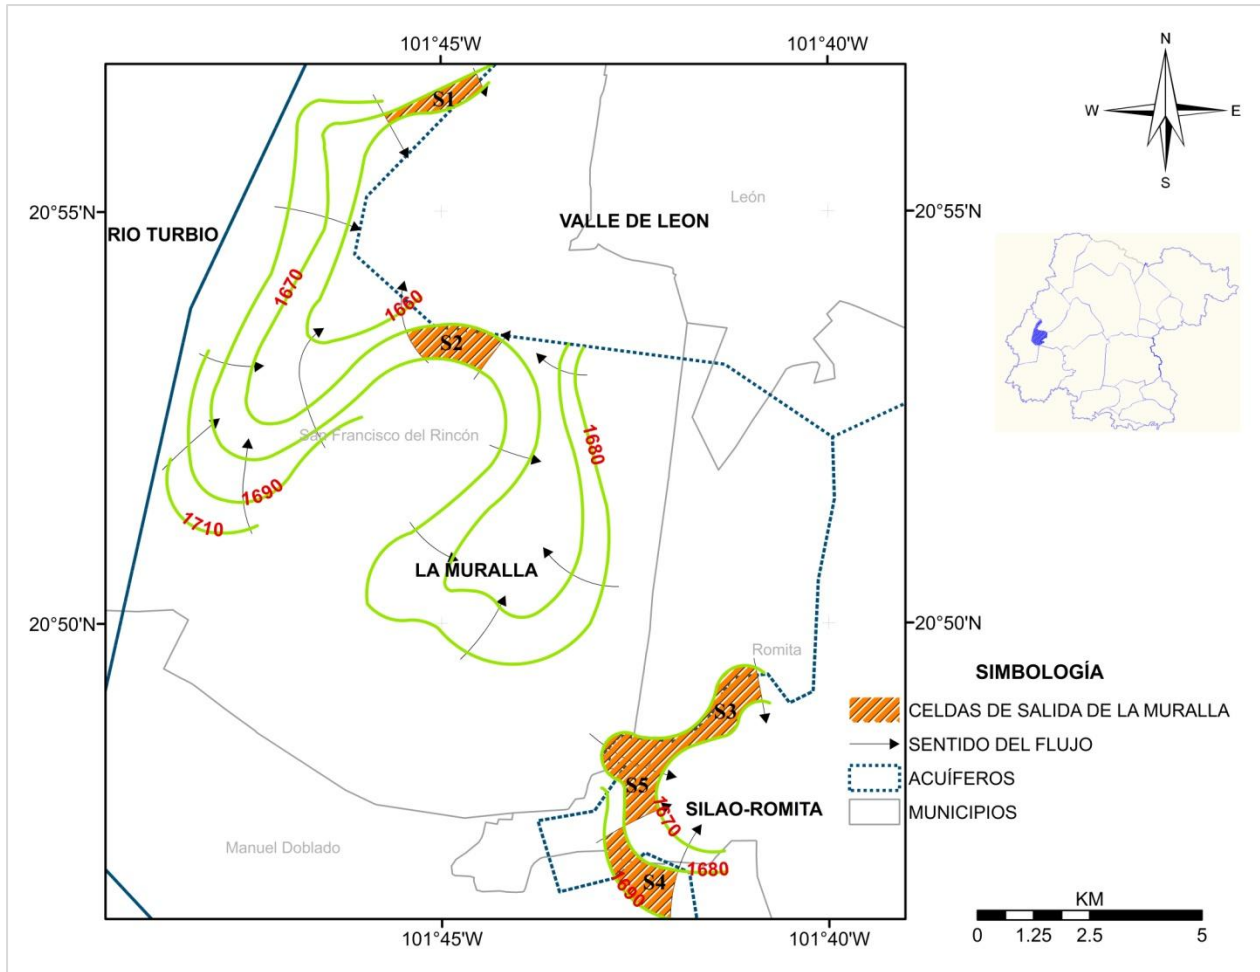 101°45'W
101°40'W
N
W
E
S
S1
20°55'N
20°55'N
León
RIO TURBIO
VALLE DE LEON
1670
1660
S2
San Francisco del Rincón
1680
1690
1710
LA MURALLA
20°50'N
20°50'N
Romita
SIMBOLOGÍA
CELDAS DE SALIDA DE LA MURALLA
SENTIDO DEL FLUJO
ACUÍFEROS
MUNICIPIOS
S3
S5
SILAO-ROMITA
1670
Manuel Doblado
1680
1690
S4
KM
0
1.25
2.5
5
101°45'W
101°40'W